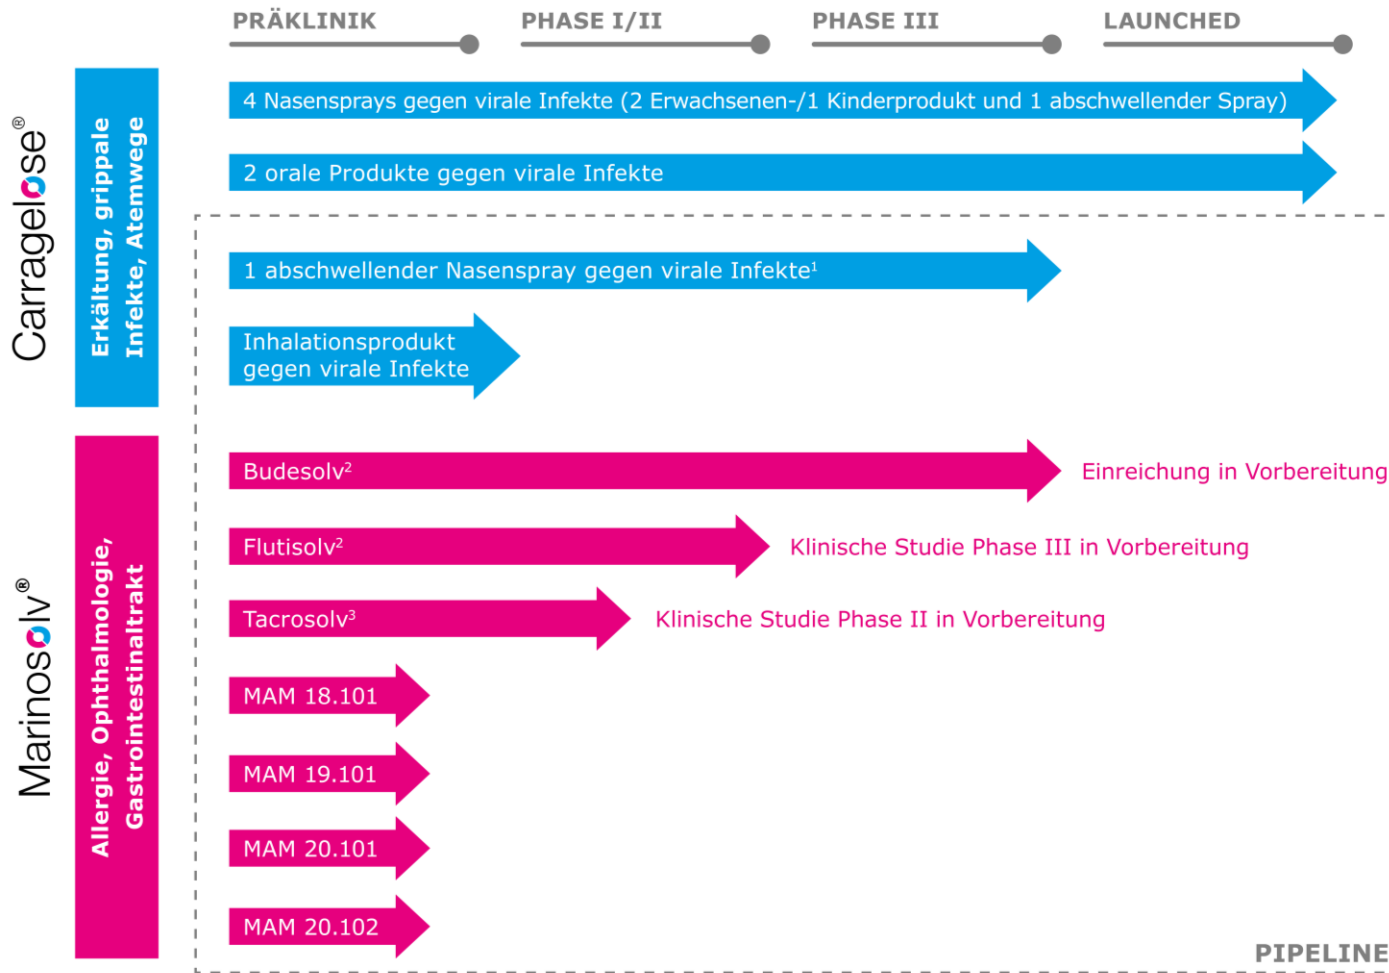 PRÄKLINIK
PHASE I/II
PHASE III
LAUNCHED
Carragelose®
Erkältung, grippale
Infekte, Atemwege
4 Nasensprays gegen virale Infekte (2 Erwachsenen-/1 Kinderprodukt und 1 abschwellender Spray)
2 orale Produkte gegen virale Infekte
1 abschwellender Nasenspray gegen virale Infekte¹
Inhalationsprodukt
gegen virale Infekte
Marinosolv®
Allergie, Ophthalmologie,
Gastrointestinaltrakt
Budesolv²
Einreichung in Vorbereitung
Flutisolv²
Klinische Studie Phase III in Vorbereitung
Tacrosolv³
Klinische Studie Phase II in Vorbereitung
MAM 18.101
MAM 19.101
MAM 20.101
MAM 20.102
PIPELINE